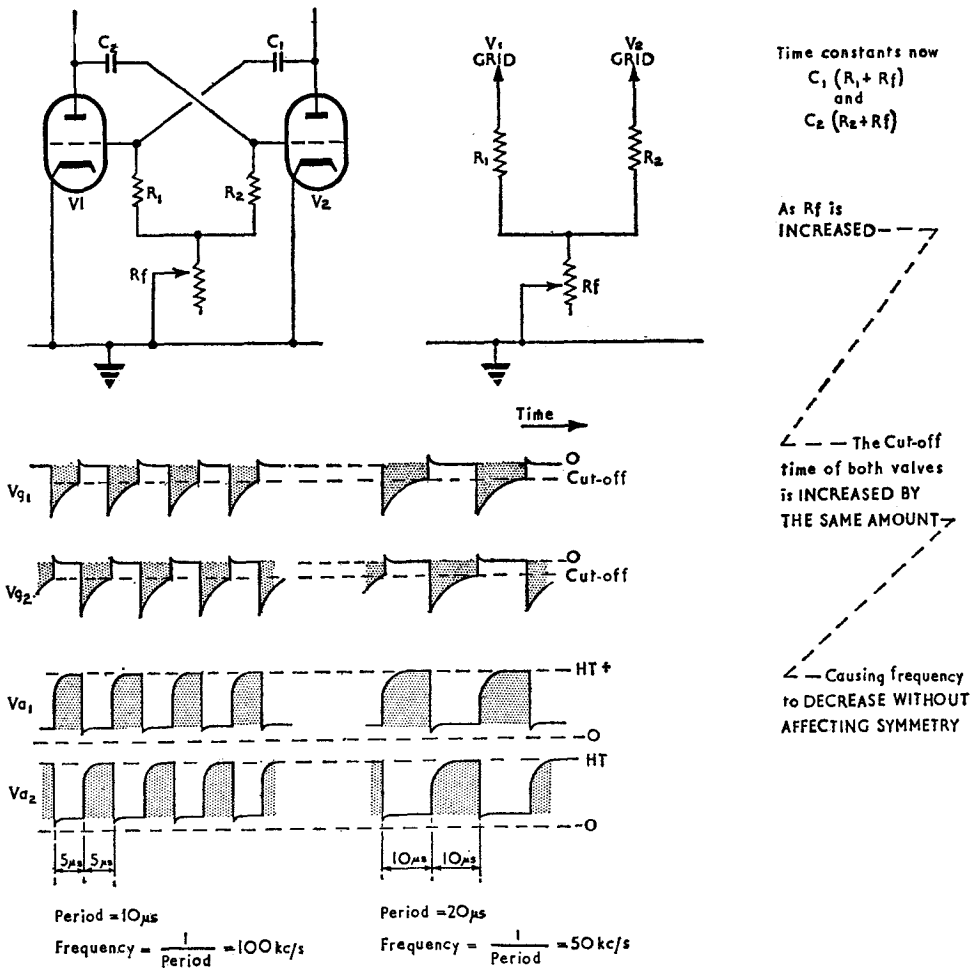 C2
C1
V1
GRID
V2
GRID
Time constants now
C1 (R1 + Rf)
and
C2 (R2 + Rf)
V1
R1
R2
V2
R1
R2
Rf
Rf
As Rf is
INCREASED
Time
Vg1
O
Cut-off
The Cut-off
time of both valves
is INCREASED BY
THE SAME AMOUNT
Vg2
O
Cut-off
Va1
HT +
O
Causing frequency
to DECREASE WITHOUT
AFFECTING SYMMETRY
Va2
HT
O
5µs 5µs
10µs 10µs
Period = 10µs
Frequency = 1 / Period = 100 kc/s
Period = 20µs
Frequency = 1 / Period = 50 kc/s